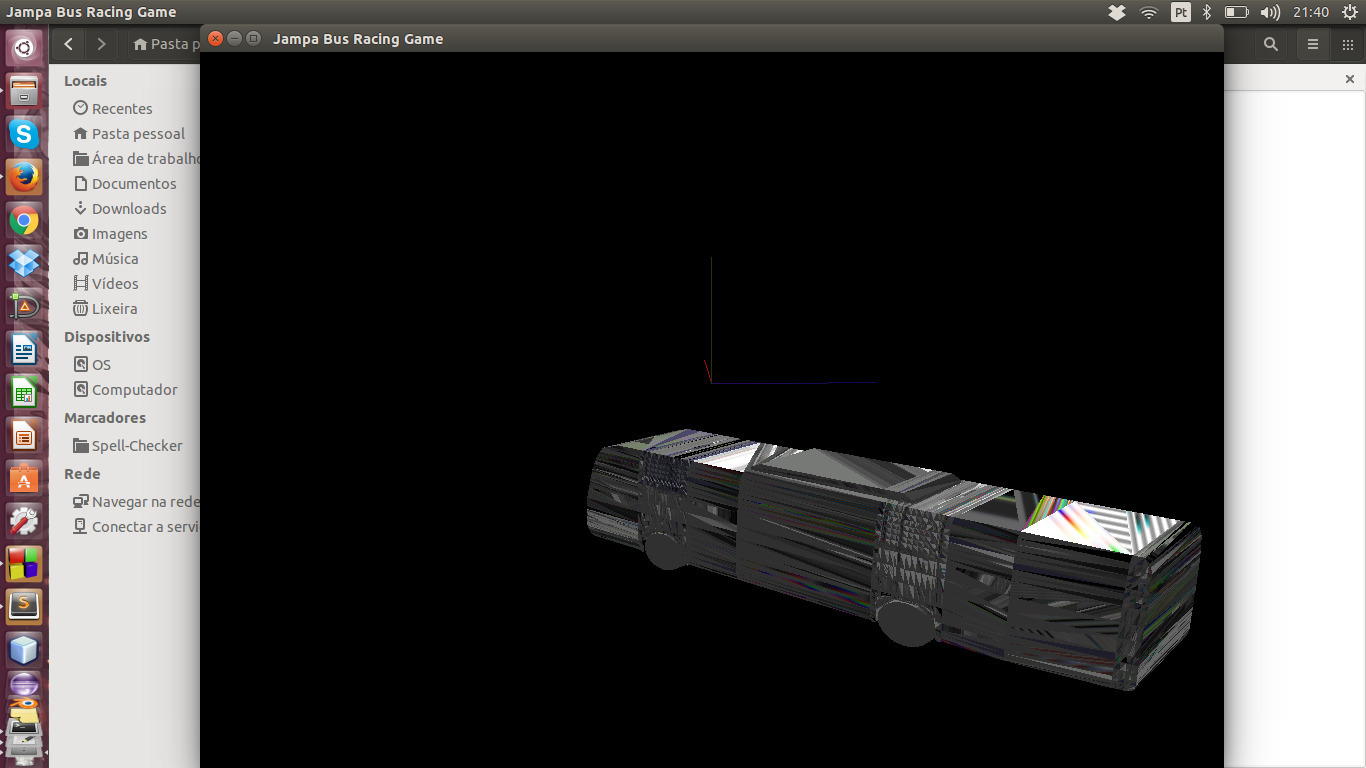 Jampa Bus Racing Game
Pt
21:40
Jampa Bus Racing Game
Pasta p
Locais
Recentes
Pasta pessoal
Área de trabalho
Documentos
Downloads
Imagens
Música
Vídeos
Lixeira
Dispositivos
OS
Computador
Marcadores
Spell-Checker
Rede
Navegar na rede
Conectar a servi